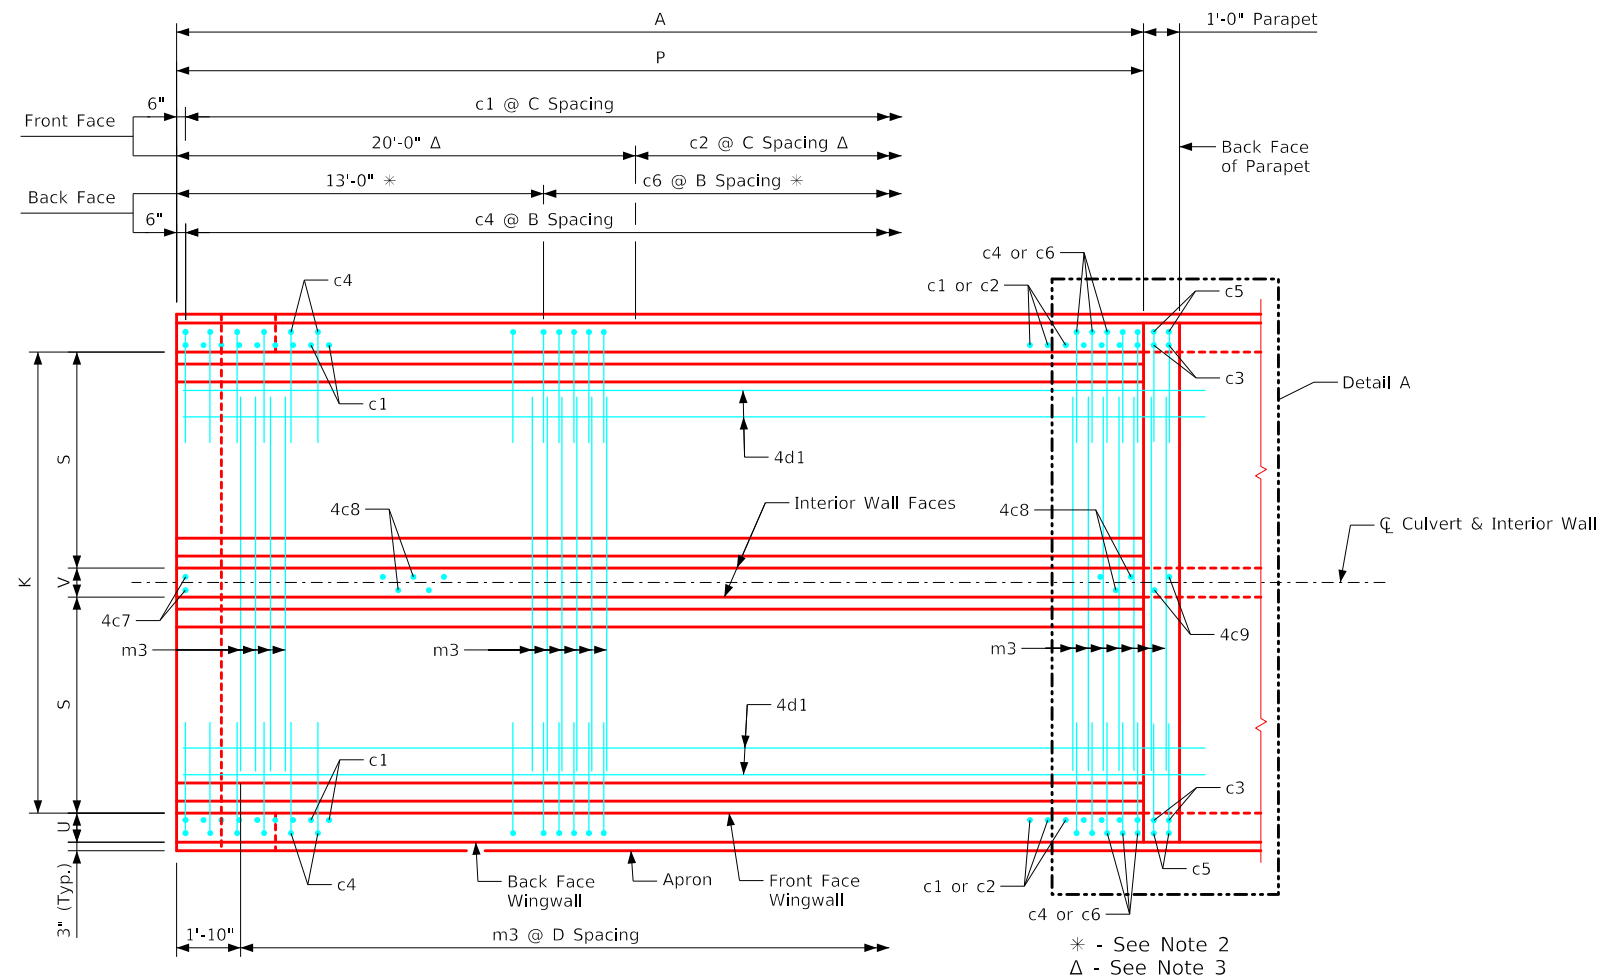 A
1'-0" Parapet
P
6"
c1 @ C Spacing
Front Face
20'-0" Δ
c2 @ C Spacing Δ
Back Face
of Parapet
13'-0" ✳
c6 @ B Spacing ✳
Back Face
6"
c4 @ B Spacing
c4 or c6
c4
c1 or c2
c5
c3
Detail A
c1
S
4d1
Interior Wall Faces
4c8
4c8
℄ Culvert & Interior Wall
K
V
4c7
4c9
m3
m3
m3
S
4d1
c1
c3
U
c5
c4
Back Face
Wingwall
Apron
Front Face
Wingwall
c1 or c2
c4 or c6
3" (Typ.)
1'-10"
m3 @ D Spacing
✳ - See Note 2
Δ - See Note 3